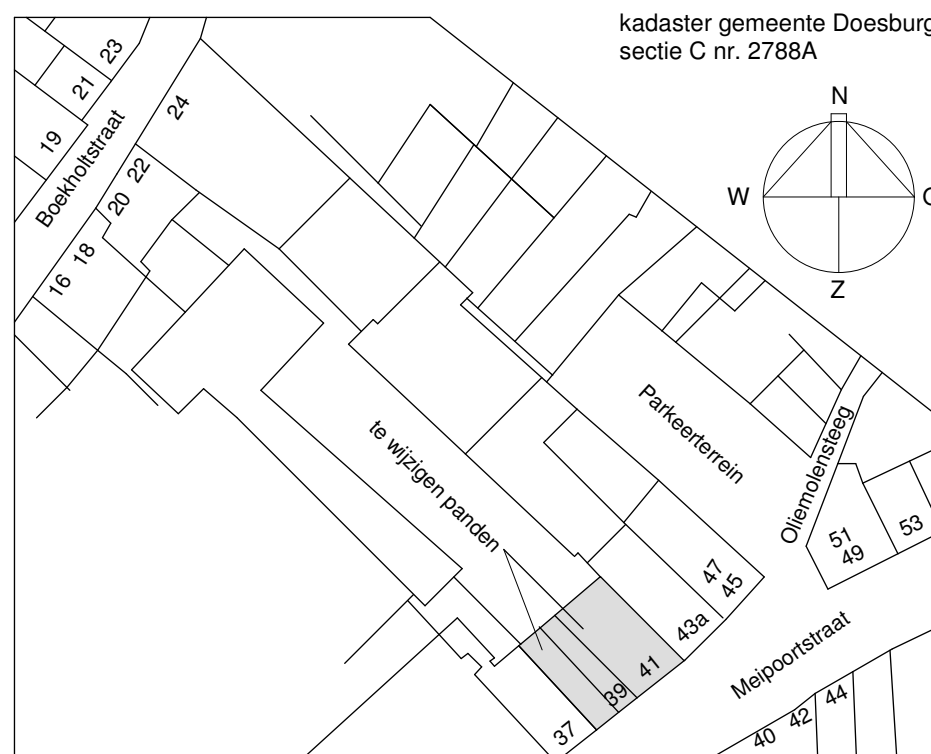 kadaster gemeente Doesburg
sectie C nr. 2788A
N
W
O
Z
23
21
19
Boekholtstraat
24
22
20
18
16
te wijzigen panden
Parkeerterrein
Oliemolensteeg
51
49
53
47
45
43a
41
39
37
Meipoortstraat
44
42
40